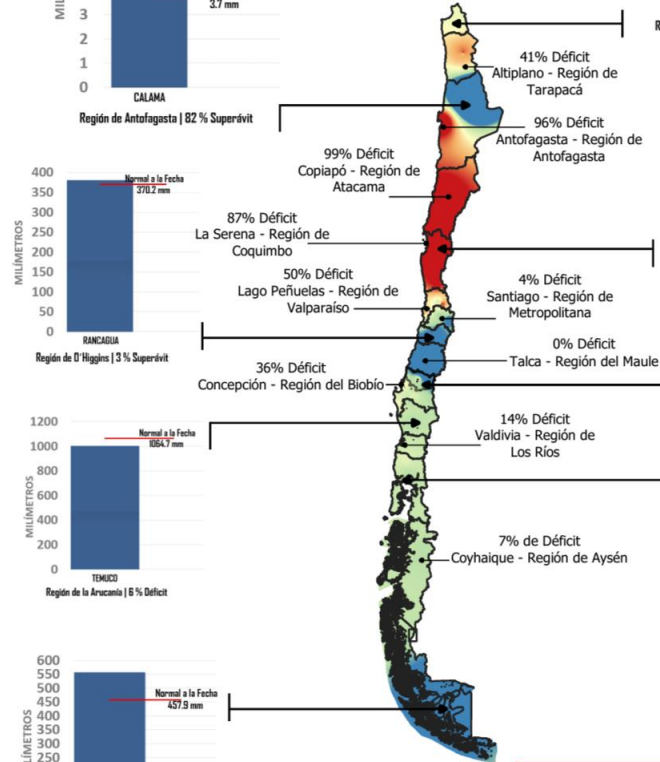 3.7 mm
3
2
1
0
CALAMA
Región de Antofagasta | 82 % Superávit
41% Déficit
Altiplano - Región de
Tarapacá
96% Déficit
Antofagasta - Región de
Antofagasta
99% Déficit
Copiapó - Región de
Atacama
87% Déficit
La Serena - Región de
Coquimbo
50% Déficit
Lago Peñuelas - Región de
Valparaíso
4% Déficit
Santiago - Región de
Metropolitana
0% Déficit
Talca - Región del Maule
36% Déficit
Concepción - Región del Biobío
14% Déficit
Valdivia - Región de
Los Ríos
7% de Déficit
Coyhaique - Región de Aysén
MILÍMETROS
400
350
300
250
200
150
100
50
0
Normal a la Fecha
370.2 mm
RANCAGUA
Región de O'Higgins | 3 % Superávit
MILÍMETROS
1200
1000
800
600
400
200
0
Normal a la Fecha
1064.7 mm
TEMUCO
Región de la Araucanía | 6 % Déficit
600
550
500
450
400
350
300
250
Normal a la Fecha
457.9 mm